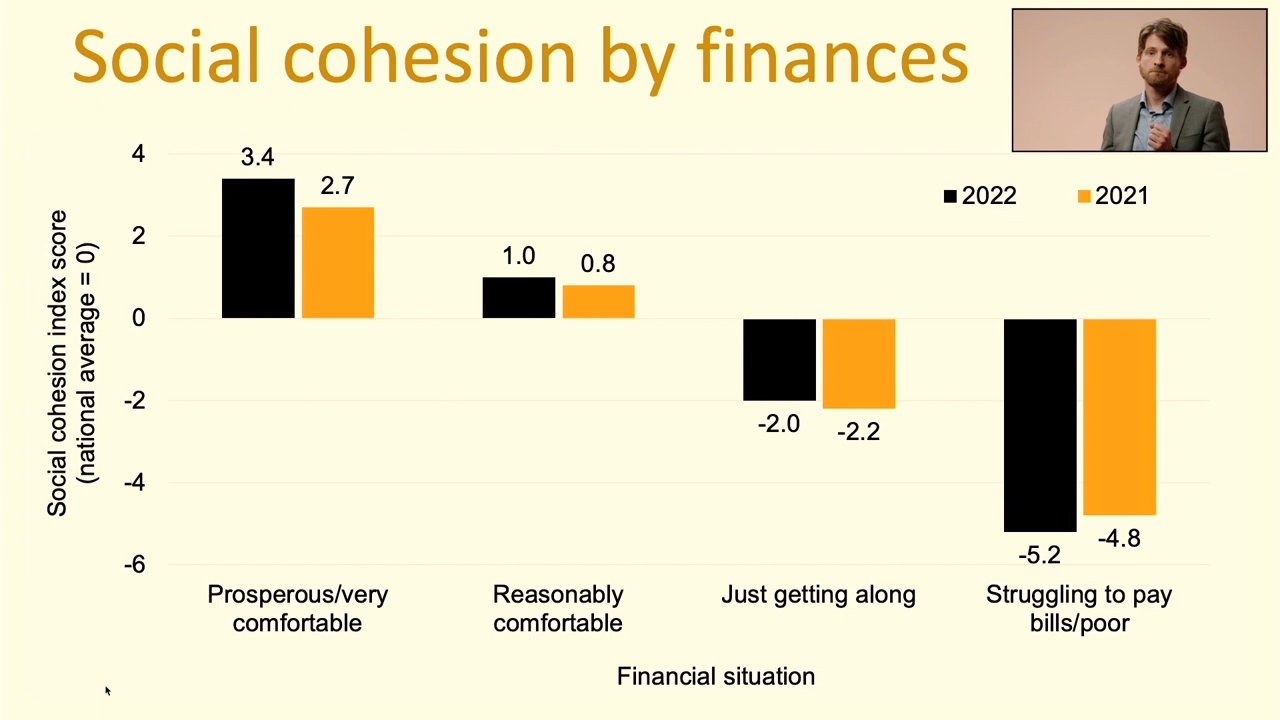 Social cohesion by finances
Social cohesion index score
(national average = 0)
4
2
0
-2
-4
-6
3.4
2.7
1.0
0.8
-2.0
-2.2
-5.2
-4.8
2022
2021
Prosperous/very
comfortable
Reasonably
comfortable
Just getting along
Struggling to pay
bills/poor
Financial situation